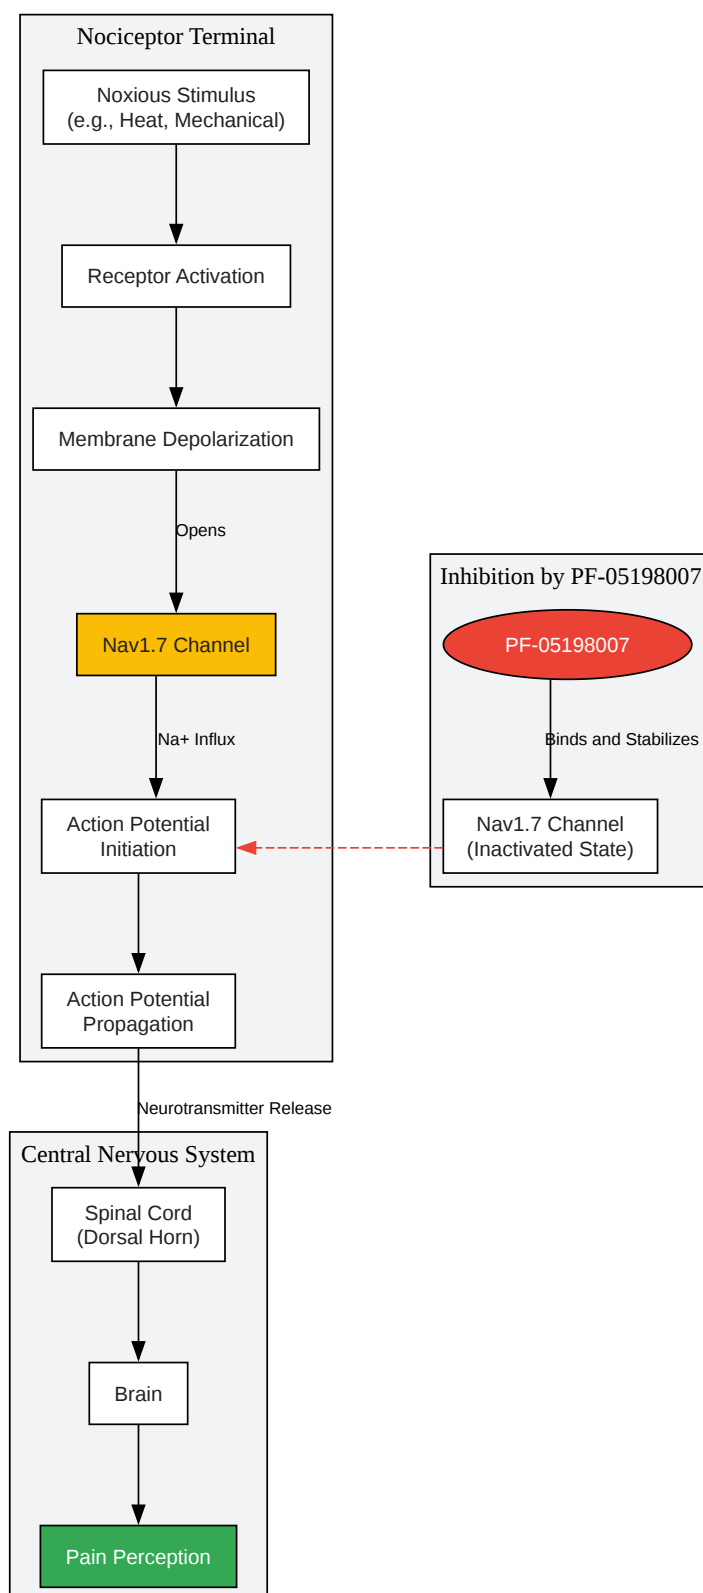 Nociceptor Terminal
Noxious Stimulus
(e.g., Heat, Mechanical)
Receptor Activation
Membrane Depolarization
Opens
Nav1.7 Channel
Na+ Influx
Action Potential
Initiation
Action Potential
Propagation
Neurotransmitter Release
Inhibition by PF-05198007
PF-05198007
Binds and Stabilizes
Nav1.7 Channel
(Inactivated State)
Central Nervous System
Spinal Cord
(Dorsal Horn)
Brain
Pain Perception